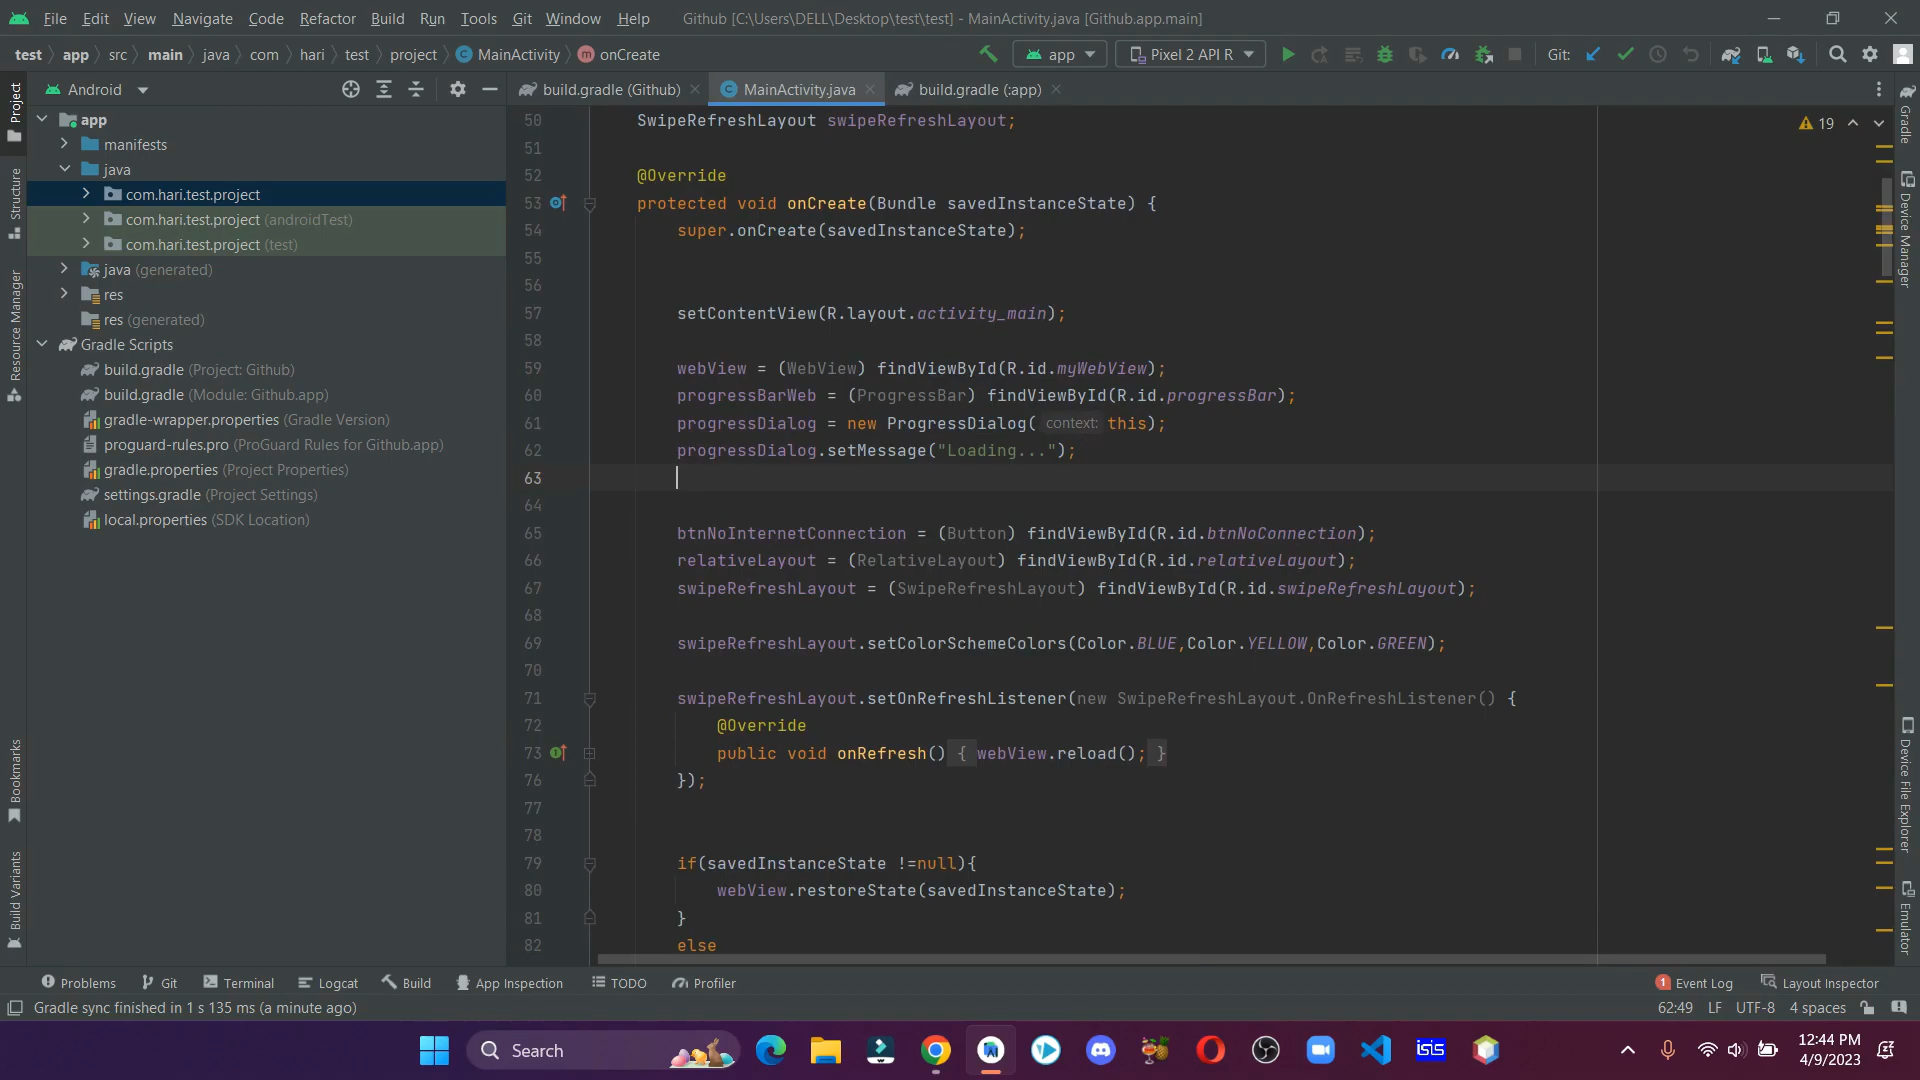 File Edit View Navigate Code Refactor Build Run Tools Git Window Help Github [C:\Users\DELL\Desktop\test\test] - MainActivity.java [Github.app.main]
test app src main java com hari test project MainActivity onCreate app Pixel 2 API R Git:
Android build.gradle (Github) MainActivity.java build.gradle (:app)
Project
Structure
Resource Manager
Bookmarks
Build Variants
app
manifests
java
com.hari.test.project
com.hari.test.project (androidTest)
com.hari.test.project (test)
java (generated)
res
res (generated)
Gradle Scripts
build.gradle (Project: Github)
build.gradle (Module: Github.app)
gradle-wrapper.properties (Gradle Version)
proguard-rules.pro (ProGuard Rules for Github.app)
gradle.properties (Project Properties)
settings.gradle (Project Settings)
local.properties (SDK Location)
19
50 SwipeRefreshLayout swipeRefreshLayout;
51
52 @Override
53 protected void onCreate(Bundle savedInstanceState) {
54 super.onCreate(savedInstanceState);
55
56
57 setContentView(R.layout.activity_main);
58
59 webView = (WebView) findViewById(R.id.myWebView);
60 progressBarWeb = (ProgressBar) findViewById(R.id.progressBar);
61 progressDialog = new ProgressDialog( context: this);
62 progressDialog.setMessage("Loading...");
63
64
65 btnNoInternetConnection = (Button) findViewById(R.id.btnNoConnection);
66 relativeLayout = (RelativeLayout) findViewById(R.id.relativeLayout);
67 swipeRefreshLayout = (SwipeRefreshLayout) findViewById(R.id.swipeRefreshLayout);
68
69 swipeRefreshLayout.setColorSchemeColors(Color.BLUE,Color.YELLOW,Color.GREEN);
70
71 swipeRefreshLayout.setOnRefreshListener(new SwipeRefreshLayout.OnRefreshListener() {
72 @Override
73 public void onRefresh() { webView.reload(); }
76 });
77
78
79 if(savedInstanceState !=null){
80 webView.restoreState(savedInstanceState);
81 }
82 else
Gradle
Device Manager
Device File Explorer
Emulator
Problems Git Terminal Logcat Build App Inspection TODO Profiler 1 Event Log Layout Inspector
Gradle sync finished in 1 s 135 ms (a minute ago) 62:49 LF UTF-8 4 spaces
Search isis 12:44 PM
4/9/2023